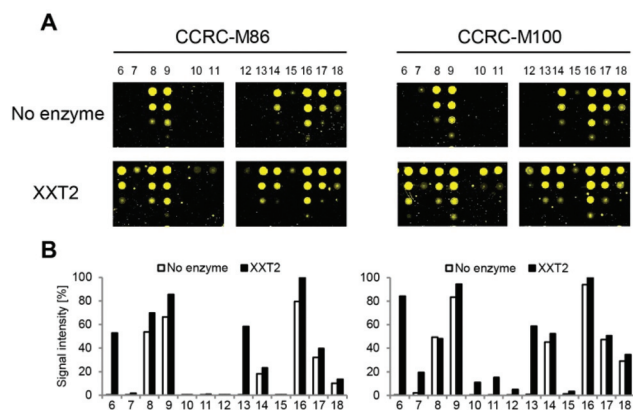 A
CCRC-M86 CCRC-M100
6 7 8 9 10 11 12 13 14 15 16 17 18 6 7 8 9 10 11 12 13 14 15 16 17 18
No enzyme
XXT2
B
No enzyme XXT2 No enzyme XXT2
Signal intensity [%]
100 100
80 80
60 60
40 40
20 20
0 0
6 7 8 9 10 11 12 13 14 15 16 17 18 6 7 8 9 10 11 12 13 14 15 16 17 18